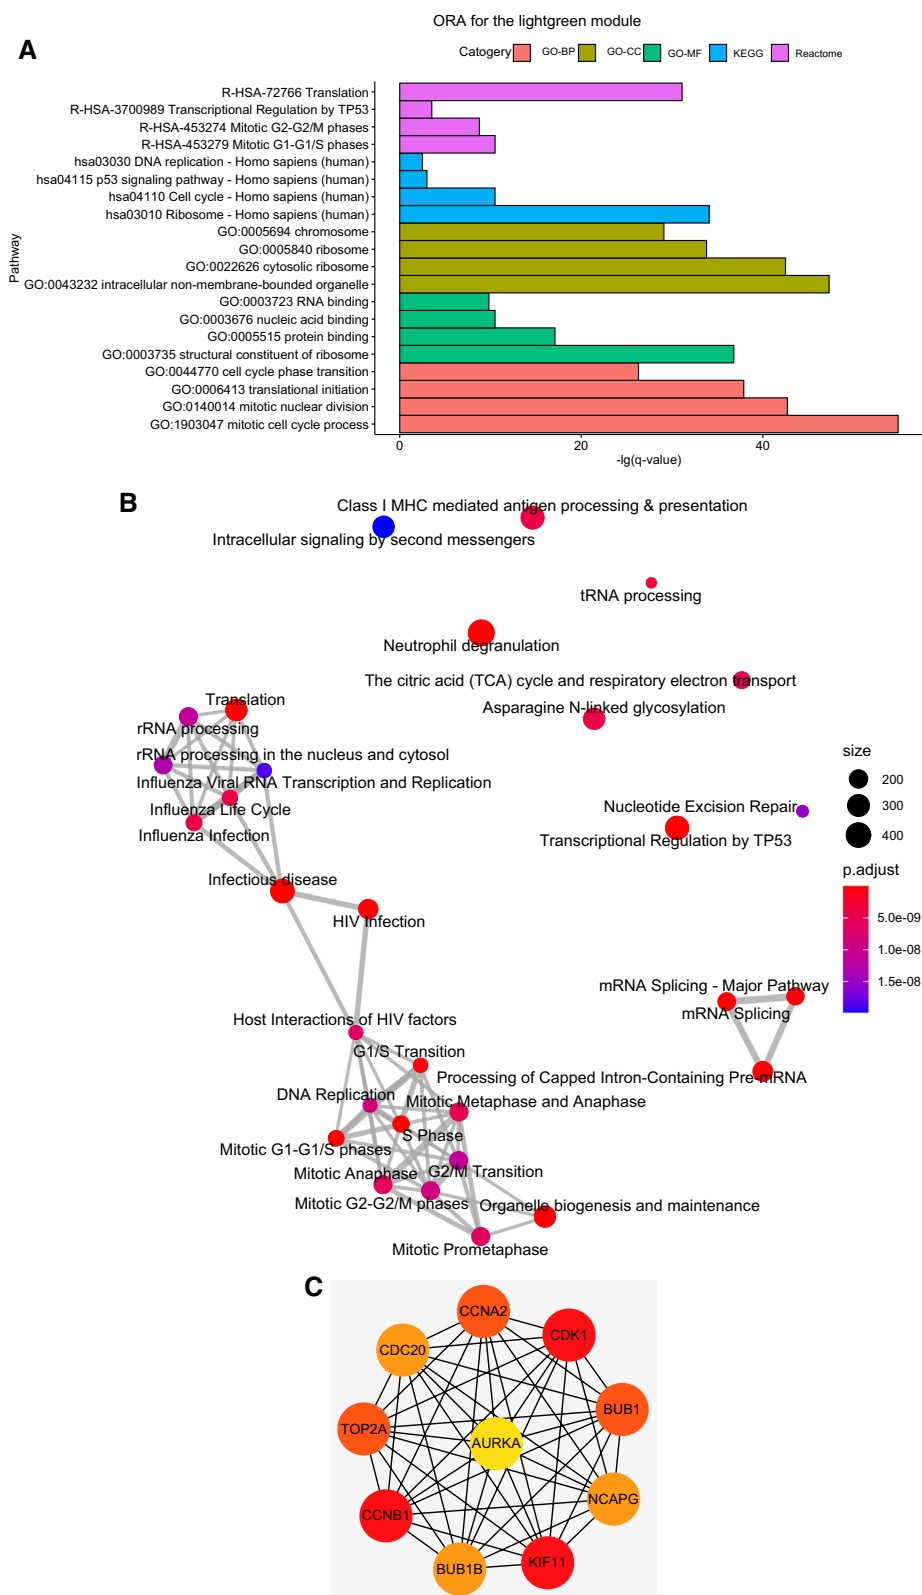 ORA for the lightgreen module
A
Catogery GO-BP GO-CC GO-MF KEGG Reactome
R-HSA-72766 Translation
R-HSA-3700989 Transcriptional Regulation by TP53
R-HSA-453274 Mitotic G2-G2/M phases
R-HSA-453279 Mitotic G1-G1/S phases
hsa03030 DNA replication - Homo sapiens (human)
hsa04115 p53 signaling pathway - Homo sapiens (human)
hsa04110 Cell cycle - Homo sapiens (human)
hsa03010 Ribosome - Homo sapiens (human)
GO:0005694 chromosome
GO:0005840 ribosome
GO:0022626 cytosolic ribosome
GO:0043232 intracellular non-membrane-bounded organelle
GO:0003723 RNA binding
GO:0003676 nucleic acid binding
GO:0005515 protein binding
GO:0003735 structural constituent of ribosome
GO:0044770 cell cycle phase transition
GO:0006413 translational initiation
GO:0140014 mitotic nuclear division
GO:1903047 mitotic cell cycle process
Pathway
0 20 40
-lg(q-value)
B
Class I MHC mediated antigen processing & presentation
Intracellular signaling by second messengers
tRNA processing
Neutrophil degranulation
The citric acid (TCA) cycle and respiratory electron transport
Asparagine N-linked glycosylation
Translation
rRNA processing
rRNA processing in the nucleus and cytosol
Influenza Viral RNA Transcription and Replication
Influenza Life Cycle
Influenza Infection
Nucleotide Excision Repair
Transcriptional Regulation by TP53
Infectious disease
HIV Infection
mRNA Splicing - Major Pathway
mRNA Splicing
Host Interactions of HIV factors
G1/S Transition
Processing of Capped Intron-Containing Pre-mRNA
DNA Replication
Mitotic Metaphase and Anaphase
S Phase
Mitotic G1-G1/S phases
Mitotic Anaphase
G2/M Transition
Mitotic G2-G2/M phases
Organelle biogenesis and maintenance
Mitotic Prometaphase
size
200
300
400
p.adjust
5.0e-09
1.0e-08
1.5e-08
C
CCNA2
CDK1
CDC20
BUB1
TOP2A
AURKA
NCAPG
CCNB1
KIF11
BUB1B